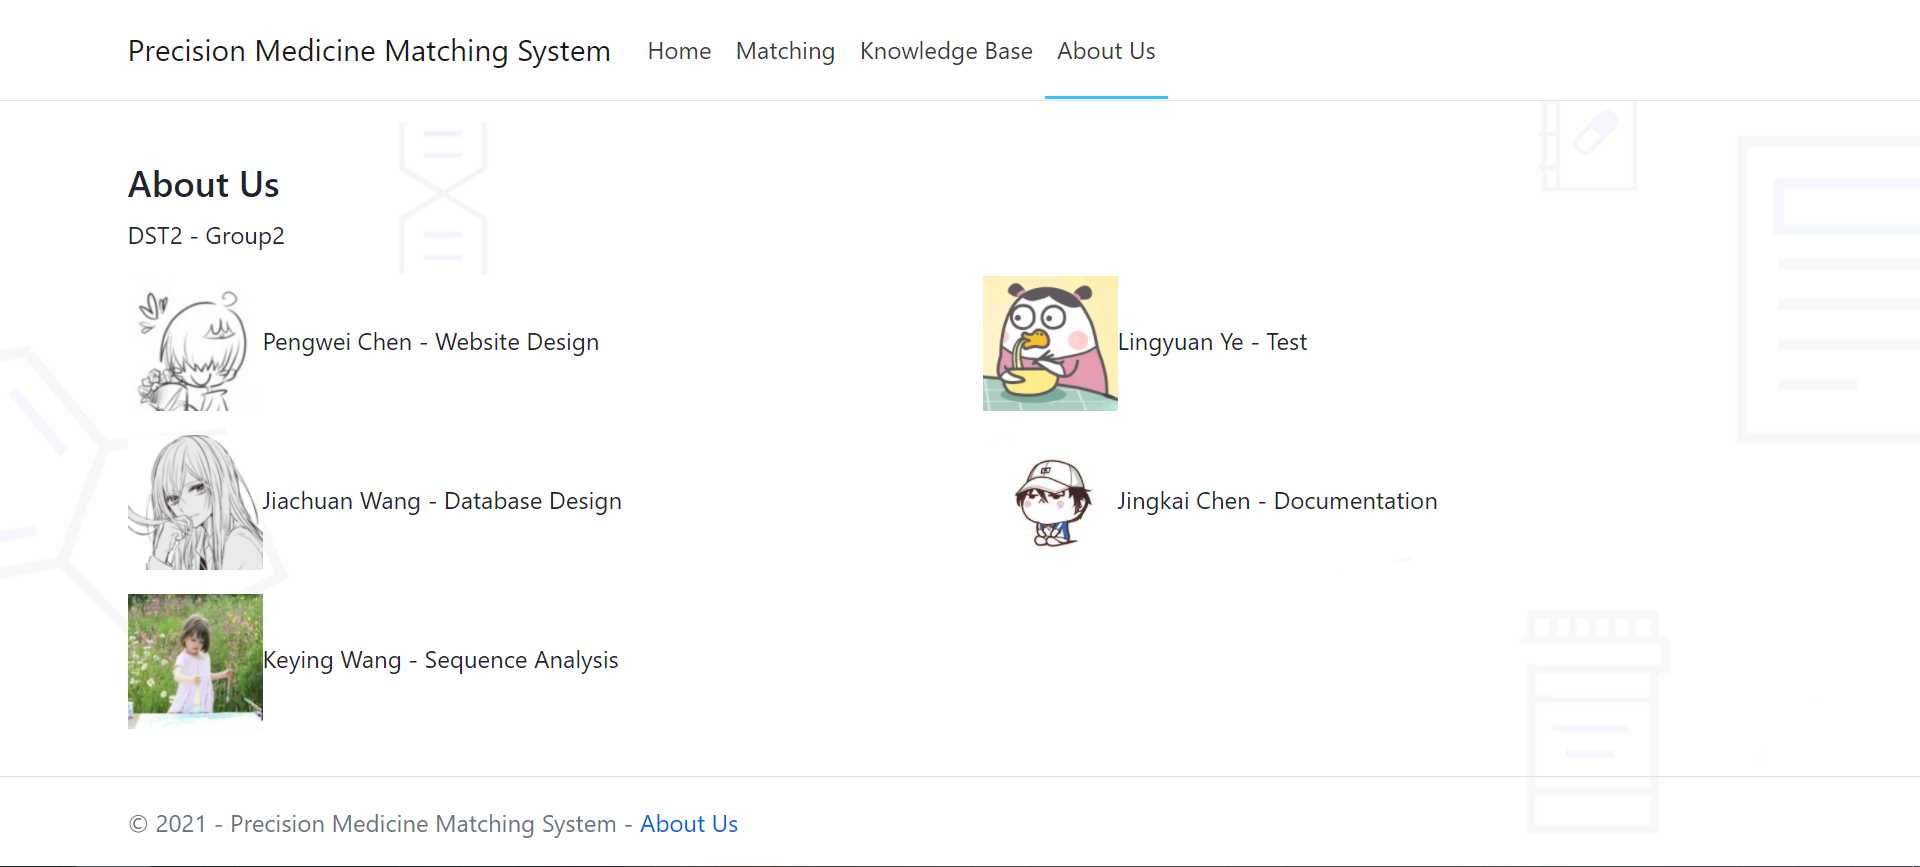 Precision Medicine Matching System Home Matching Knowledge Base About Us
About Us
DST2 - Group2
Pengwei Chen - Website Design
Lingyuan Ye - Test
Jiachuan Wang - Database Design
Jingkai Chen - Documentation
Keying Wang - Sequence Analysis
© 2021 - Precision Medicine Matching System - About Us